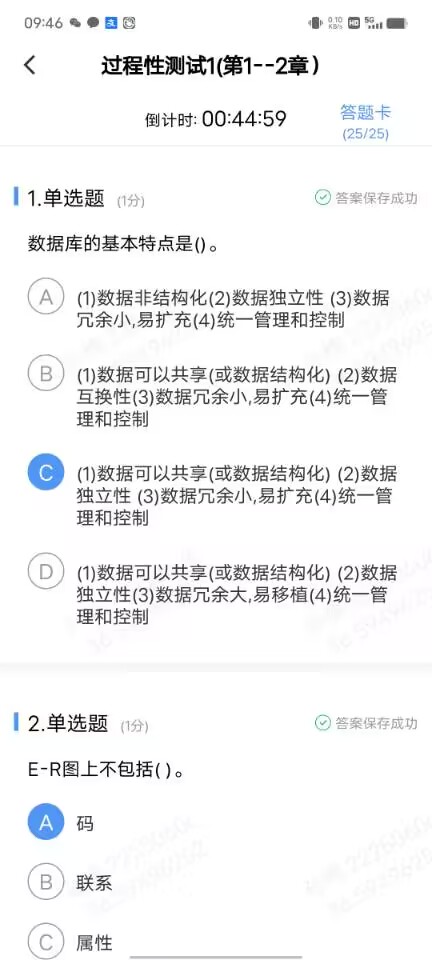 09:46 0.10 KB/s HD 5G
过程性测试1(第1--2章）
倒计时: 00:44:59
答题卡
(25/25)
1.单选题 (1分) 答案保存成功
数据库的基本特点是()。
A (1)数据非结构化(2)数据独立性 (3)数据
冗余小,易扩充(4)统一管理和控制
B (1)数据可以共享(或数据结构化) (2)数据
互换性(3)数据冗余小,易扩充(4)统一管
理和控制
C (1)数据可以共享(或数据结构化) (2)数据
独立性 (3)数据冗余小,易扩充(4)统一管
理和控制
D (1)数据可以共享(或数据结构化) (2)数据
独立性(3)数据冗余大,易移植(4)统一管
理和控制
2.单选题 (1分) 答案保存成功
E-R图上不包括( )。
A 码
B 联系
C 属性